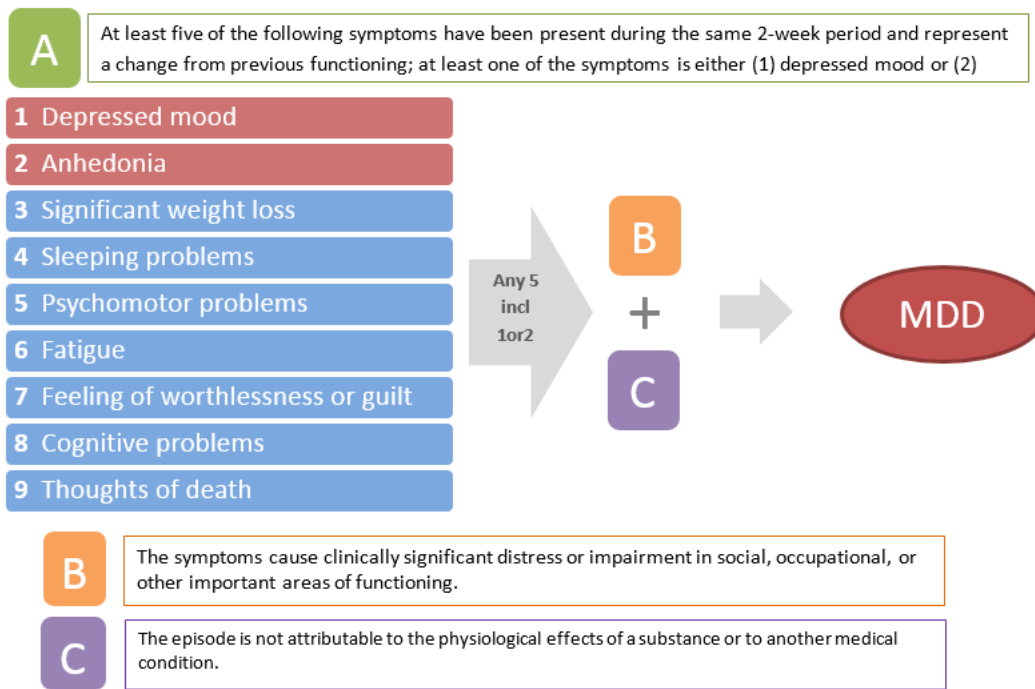 A
At least five of the following symptoms have been present during the same 2-week period and represent
a change from previous functioning; at least one of the symptoms is either (1) depressed mood or (2)
1 Depressed mood
2 Anhedonia
3 Significant weight loss
4 Sleeping problems
5 Psychomotor problems
6 Fatigue
7 Feeling of worthlessness or guilt
8 Cognitive problems
9 Thoughts of death
Any 5
incl
1or2
B
+
C
MDD
B
The symptoms cause clinically significant distress or impairment in social, occupational, or
other important areas of functioning.
C
The episode is not attributable to the physiological effects of a substance or to another medical
condition.